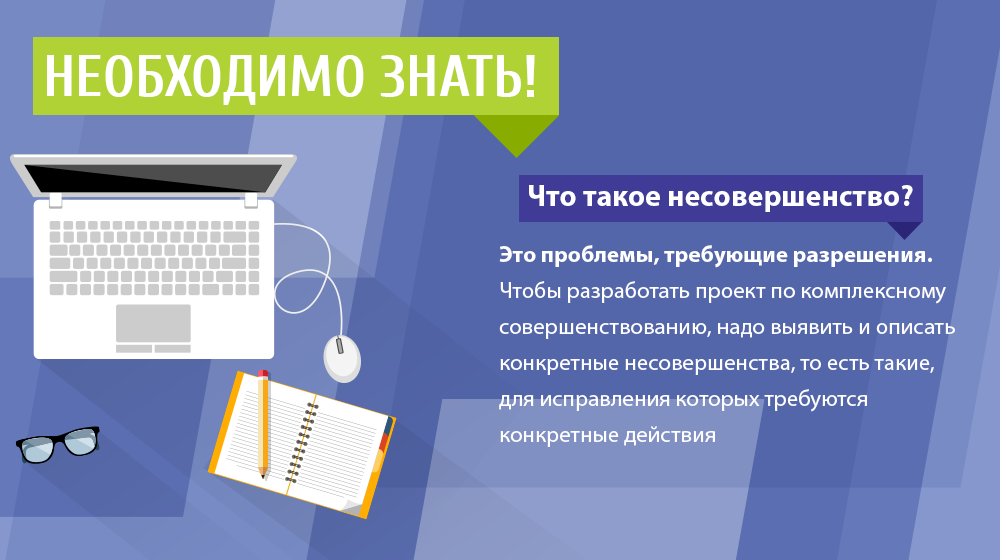 НЕОБХОДИМО ЗНАТЬ!
Что такое несовершенство?
Это проблемы, требующие разрешения.
Чтобы разработать проект по комплексному
совершенствованию, надо выявить и описать
конкретные несовершенства, то есть такие,
для исправления которых требуются
конкретные действия